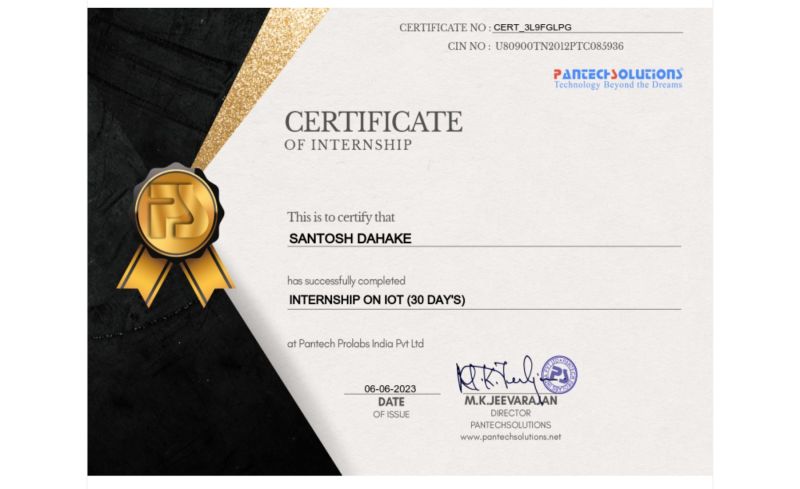 CERTIFICATE NO : CERT_3L9FGLPG
CIN NO : U80900TN2012PTC085936
PANTECHSOLUTIONS
Technology Beyond the Dreams
CERTIFICATE
OF INTERNSHIP
PS
This is to certify that
SANTOSH DAHAKE
has successfully completed
INTERNSHIP ON IOT (30 DAY'S)
at Pantech Prolabs India Pvt Ltd
06-06-2023
DATE
OF ISSUE
M.K.JEEVARAJAN
DIRECTOR
PANTECHSOLUTIONS
www.pantechsolutions.net